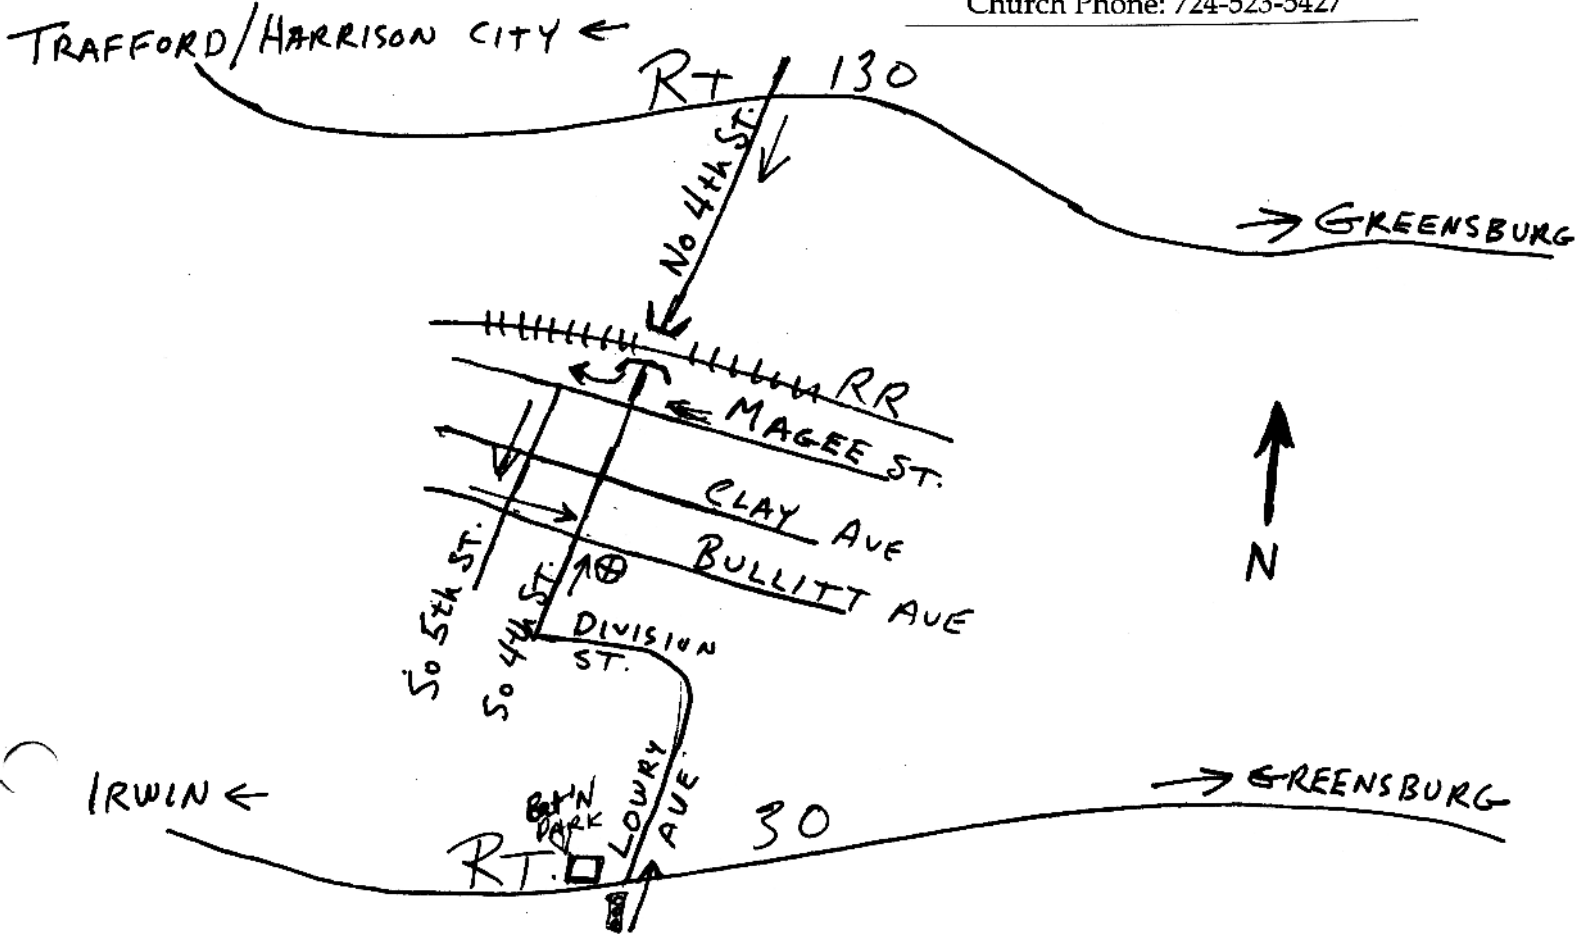 Church Phone: 724-523-5427
TRAFFORD/HARRISON CITY
RT 130
No 4th ST.
GREENSBURG
RR
MAGEE ST.
CLAY AVE
BULLITT AVE
N
So 5th ST.
So 4th ST.
DIVISION
ST.
LOWRY
AVE.
IRWIN
GREENSBURG
PARK
RT. 30